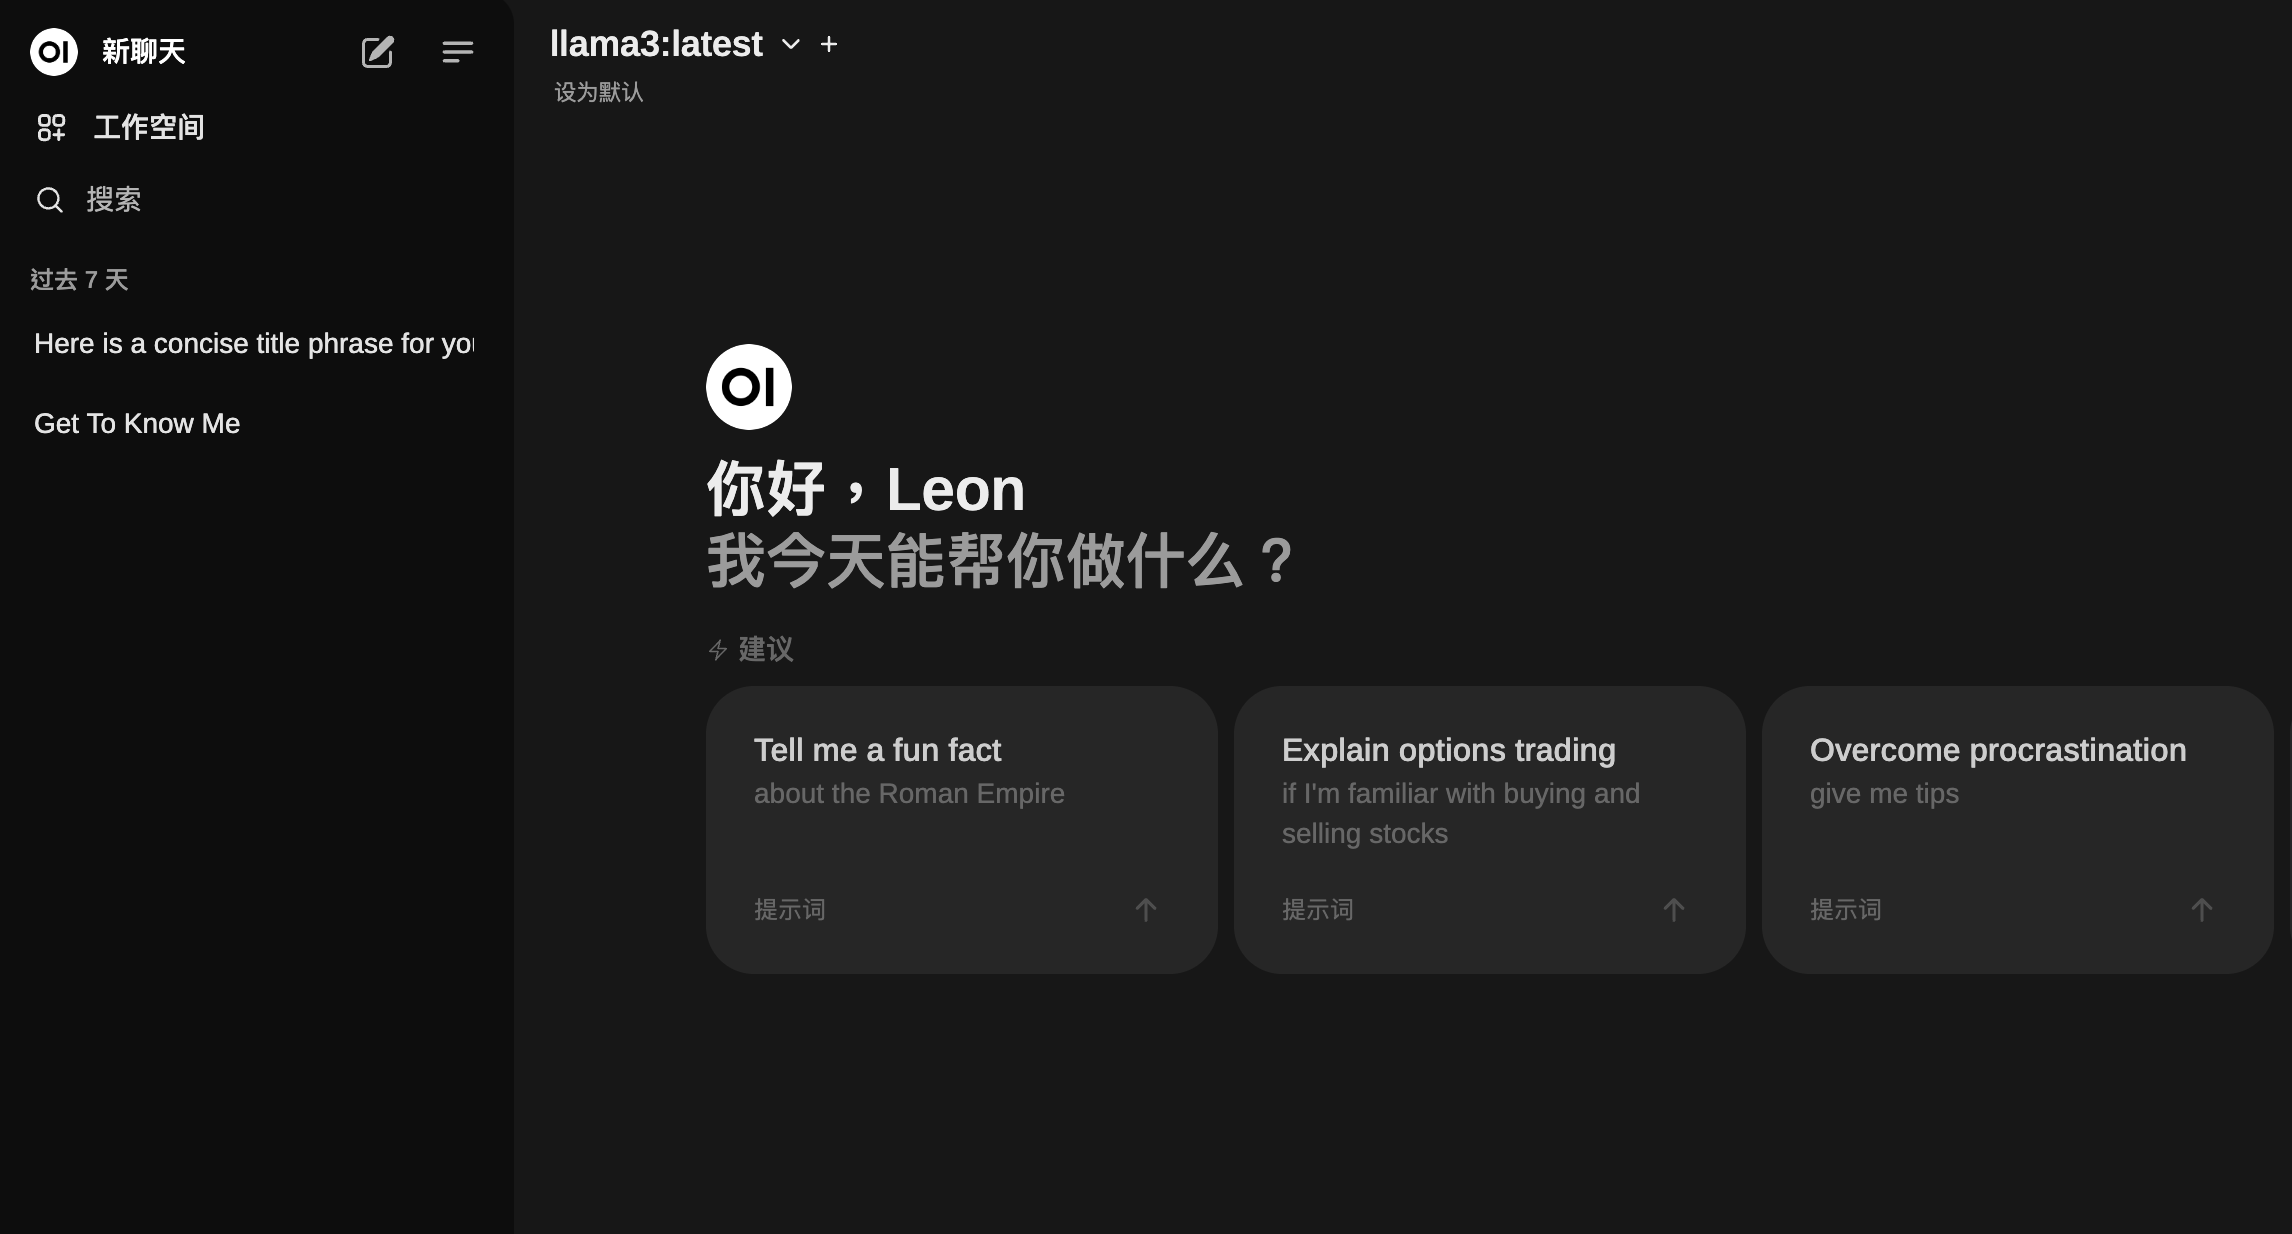 新聊天
工作空间
搜索
过去 7 天
Here is a concise title phrase for you
Get To Know Me
llama3:latest
设为默认
OI
你好，Leon
我今天能帮你做什么？
建议
Tell me a fun fact
about the Roman Empire
提示词
Explain options trading
if I'm familiar with buying and
selling stocks
提示词
Overcome procrastination
give me tips
提示词